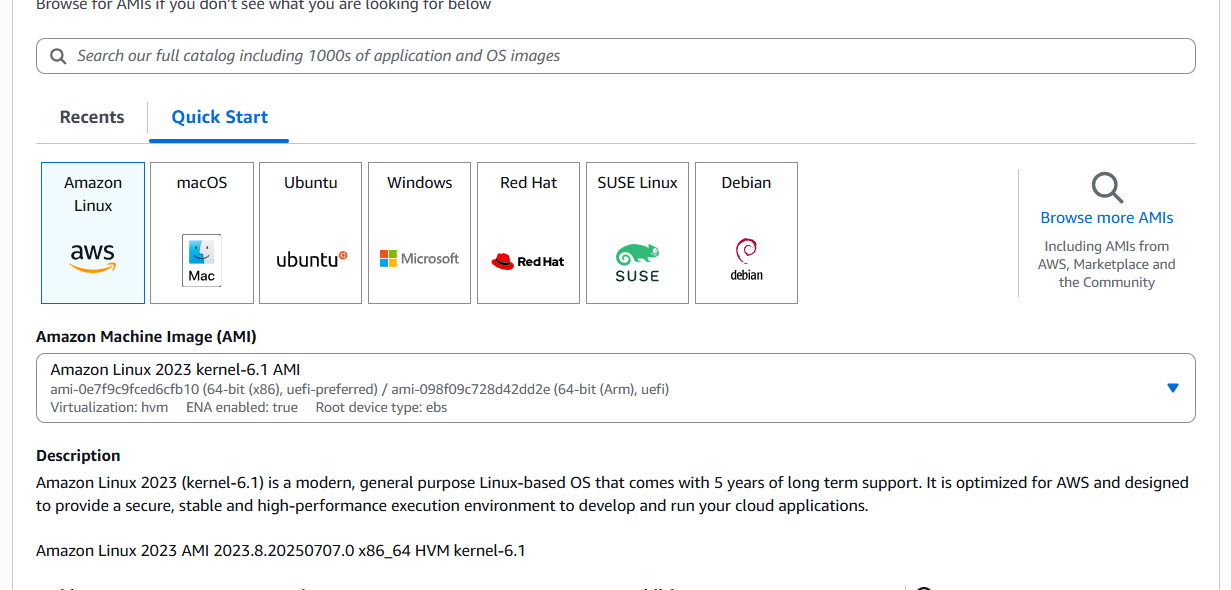 Browse for AMIs if you don't see what you are looking for below
Search our full catalog including 1000s of application and OS images
Recents
Quick Start
Amazon
Linux
aws
macOS
Mac
Ubuntu
ubuntu
Windows
Microsoft
Red Hat
Red Hat
SUSE Linux
SUSE
Debian
debian
Browse more AMIs
Including AMIs from
AWS, Marketplace and
the Community
Amazon Machine Image (AMI)
Amazon Linux 2023 kernel-6.1 AMI
ami-0e7f9c9fced6cfb10 (64-bit (x86), uefi-preferred) / ami-098f09c728d42dd2e (64-bit (Arm), uefi)
Virtualization: hvm ENA enabled: true Root device type: ebs
Description
Amazon Linux 2023 (kernel-6.1) is a modern, general purpose Linux-based OS that comes with 5 years of long term support. It is optimized for AWS and designed
to provide a secure, stable and high-performance execution environment to develop and run your cloud applications.
Amazon Linux 2023 AMI 2023.8.20250707.0 x86_64 HVM kernel-6.1